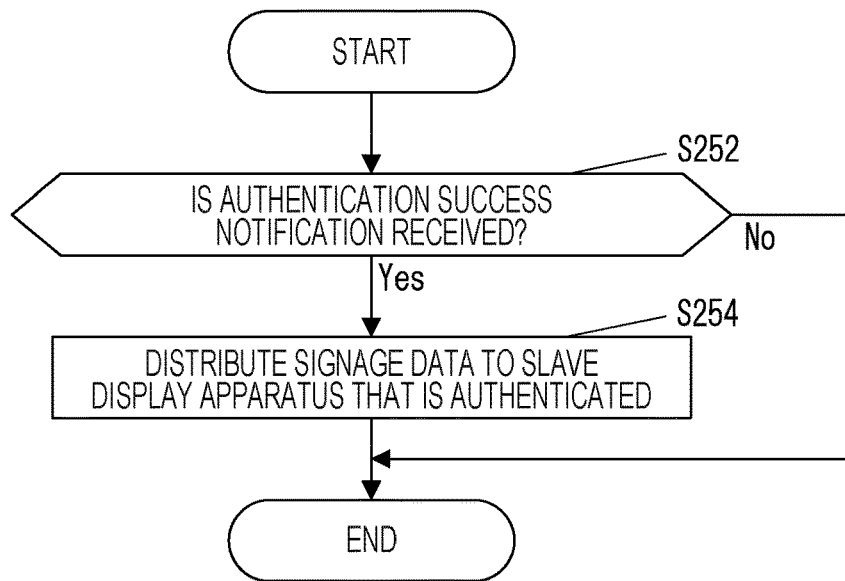 START
S252
IS AUTHENTICATION SUCCESS
NOTIFICATION RECEIVED?
No
Yes
S254
DISTRIBUTE SIGNAGE DATA TO SLAVE
DISPLAY APPARATUS THAT IS AUTHENTICATED
END